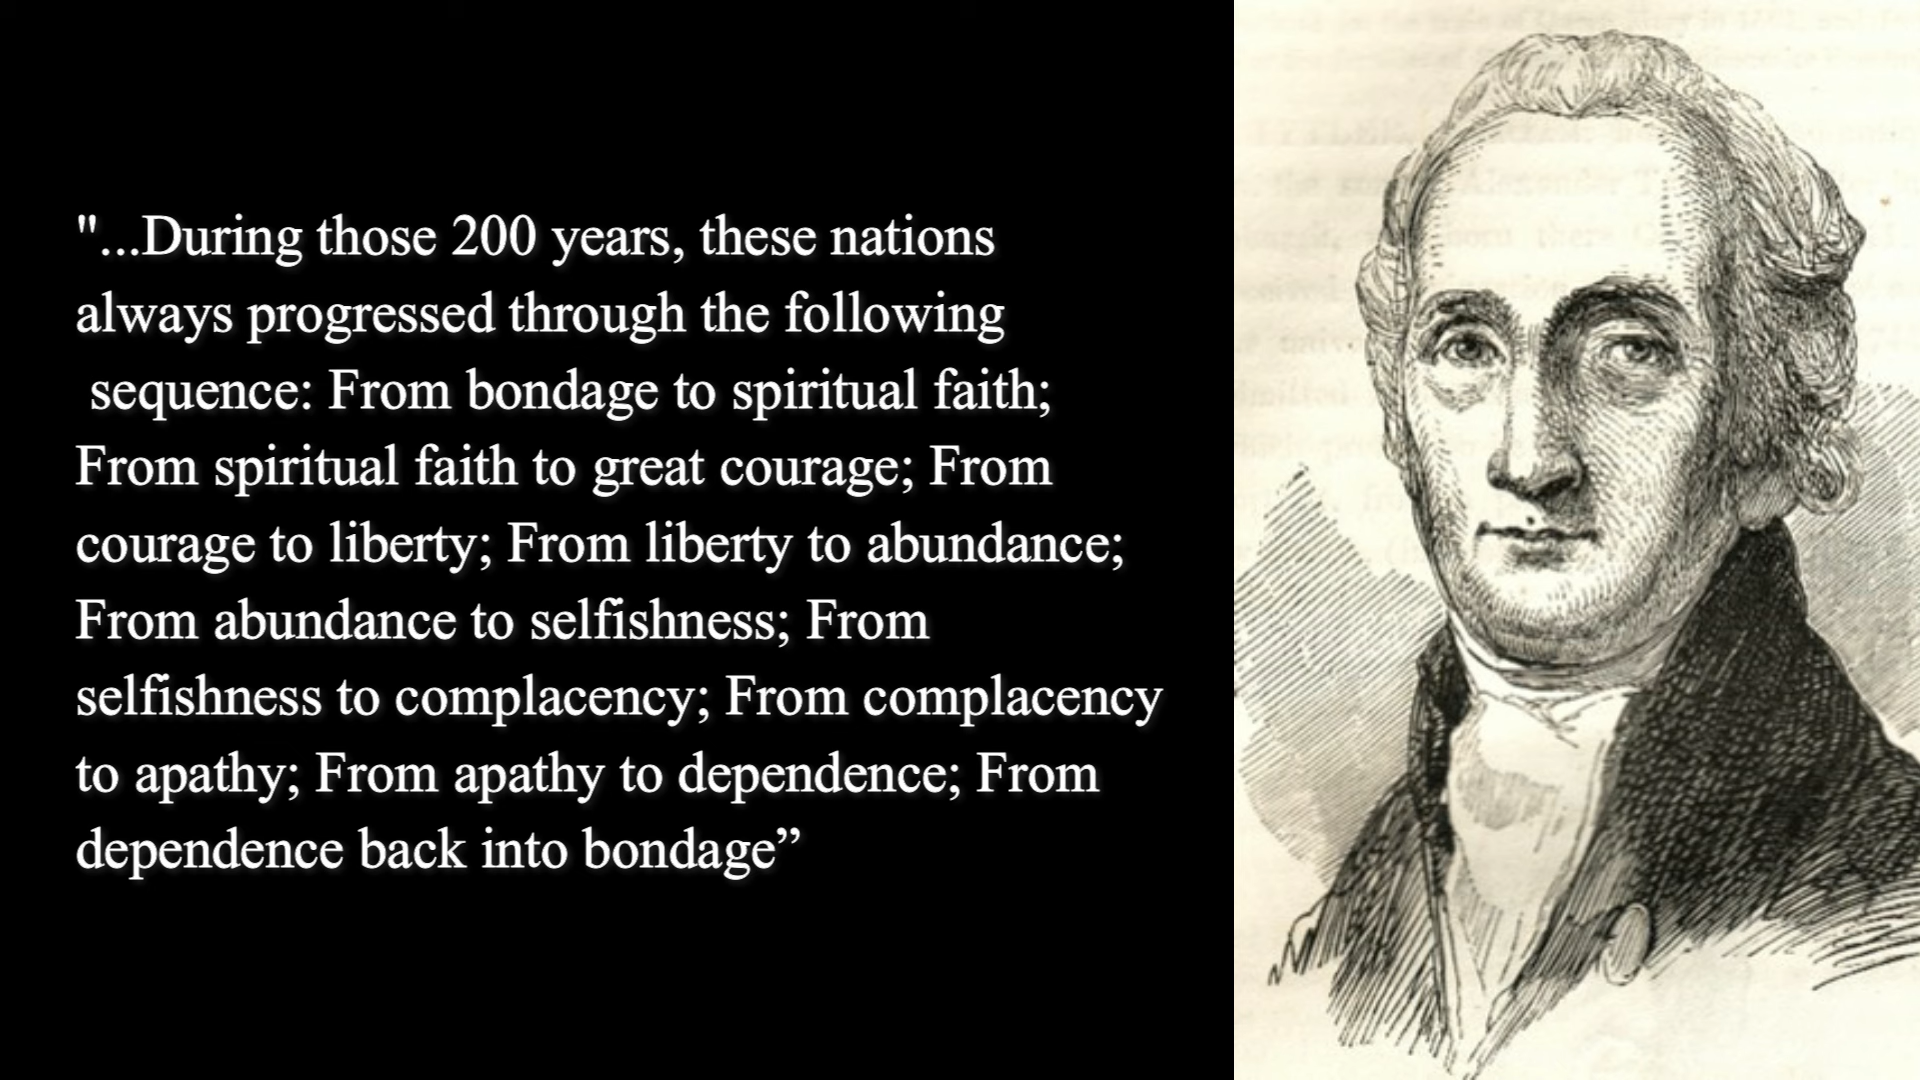 "...During those 200 years, these nations
always progressed through the following
sequence: From bondage to spiritual faith;
From spiritual faith to great courage; From
courage to liberty; From liberty to abundance;
From abundance to selfishness; From
selfishness to complacency; From complacency
to apathy; From apathy to dependence; From
dependence back into bondage”